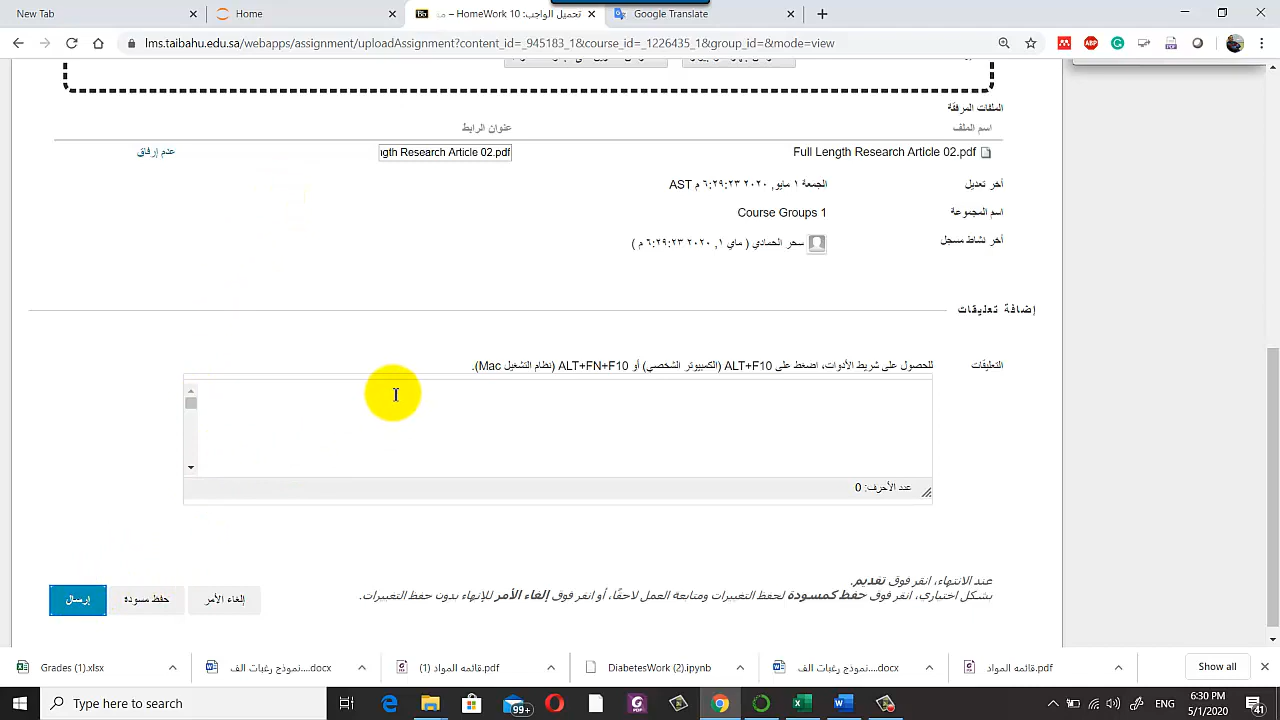 New Tab
Home
تحميل الواجب: HomeWork 10 –
Google Translate
lms.taibahu.edu.sa/webapps/assignment/uploadAssignment?content_id=_945183_1&course_id=_1226435_1&group_id=&mode=view
الملفات المرفقة
اسم الملف
عنوان الرابط
Full Length Research Article 02.pdf
gth Research Article 02.pdf
عدم إرفاق
آخر تعديل
الجمعة ١ مايو, ٢٠٢٠ ٦:٢٩:٢٣ م AST
اسم المجموعة
Course Groups 1
آخر نشاط مسجل
سحر الحمادي ( ماي ١, ٢٠٢٠ ٦:٢٩:٢٣ م )
إضافة تعليقات
التعليقات
للحصول على شريط الأدوات، اضغط على ALT+F10 (الكمبيوتر الشخصي) أو ALT+FN+F10 (نظام التشغيل Mac).
عدد الأحرف: 0
عند الانتهاء، انقر فوق تقديم.
بشكل اختياري، انقر فوق حفظ كمسودة لحفظ التغييرات ومتابعة العمل لاحقًا، أو انقر فوق إلغاء الأمر للإنهاء بدون حفظ التغييرات.
إلغاء الأمر
حفظ مسودة
إرسال
Grades (1).xlsx
نموذج رغبات الف....docx
قائمه المواد (1).pdf
DiabetesWork (2).ipynb
نموذج رغبات الف....docx
قائمه المواد.pdf
Show all
Type here to search
99+
ENG
6:30 PM
5/1/2020
41